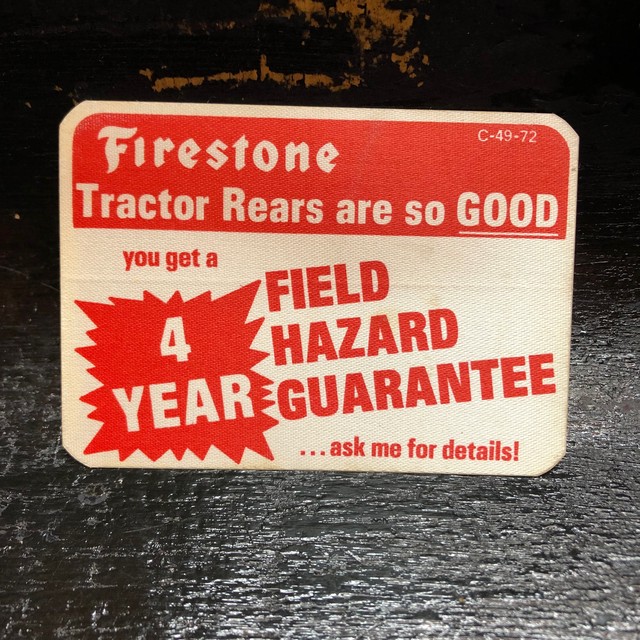 Firestone
C-49-72
Tractor Rears are so GOOD
you get a
4
YEAR
FIELD
HAZARD
GUARANTEE
...ask me for details!